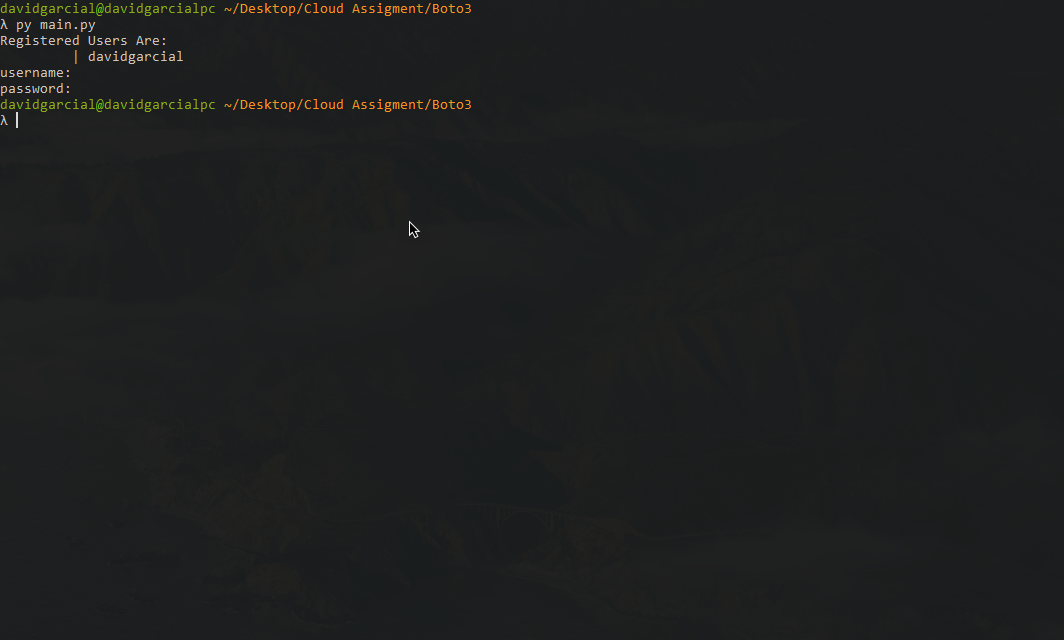 davidgarcial@davidgarcialpc ~/Desktop/Cloud Assigment/Boto3
λ py main.py
Registered Users Are:
| davidgarcial
username:
password:
davidgarcial@davidgarcialpc ~/Desktop/Cloud Assigment/Boto3
λ